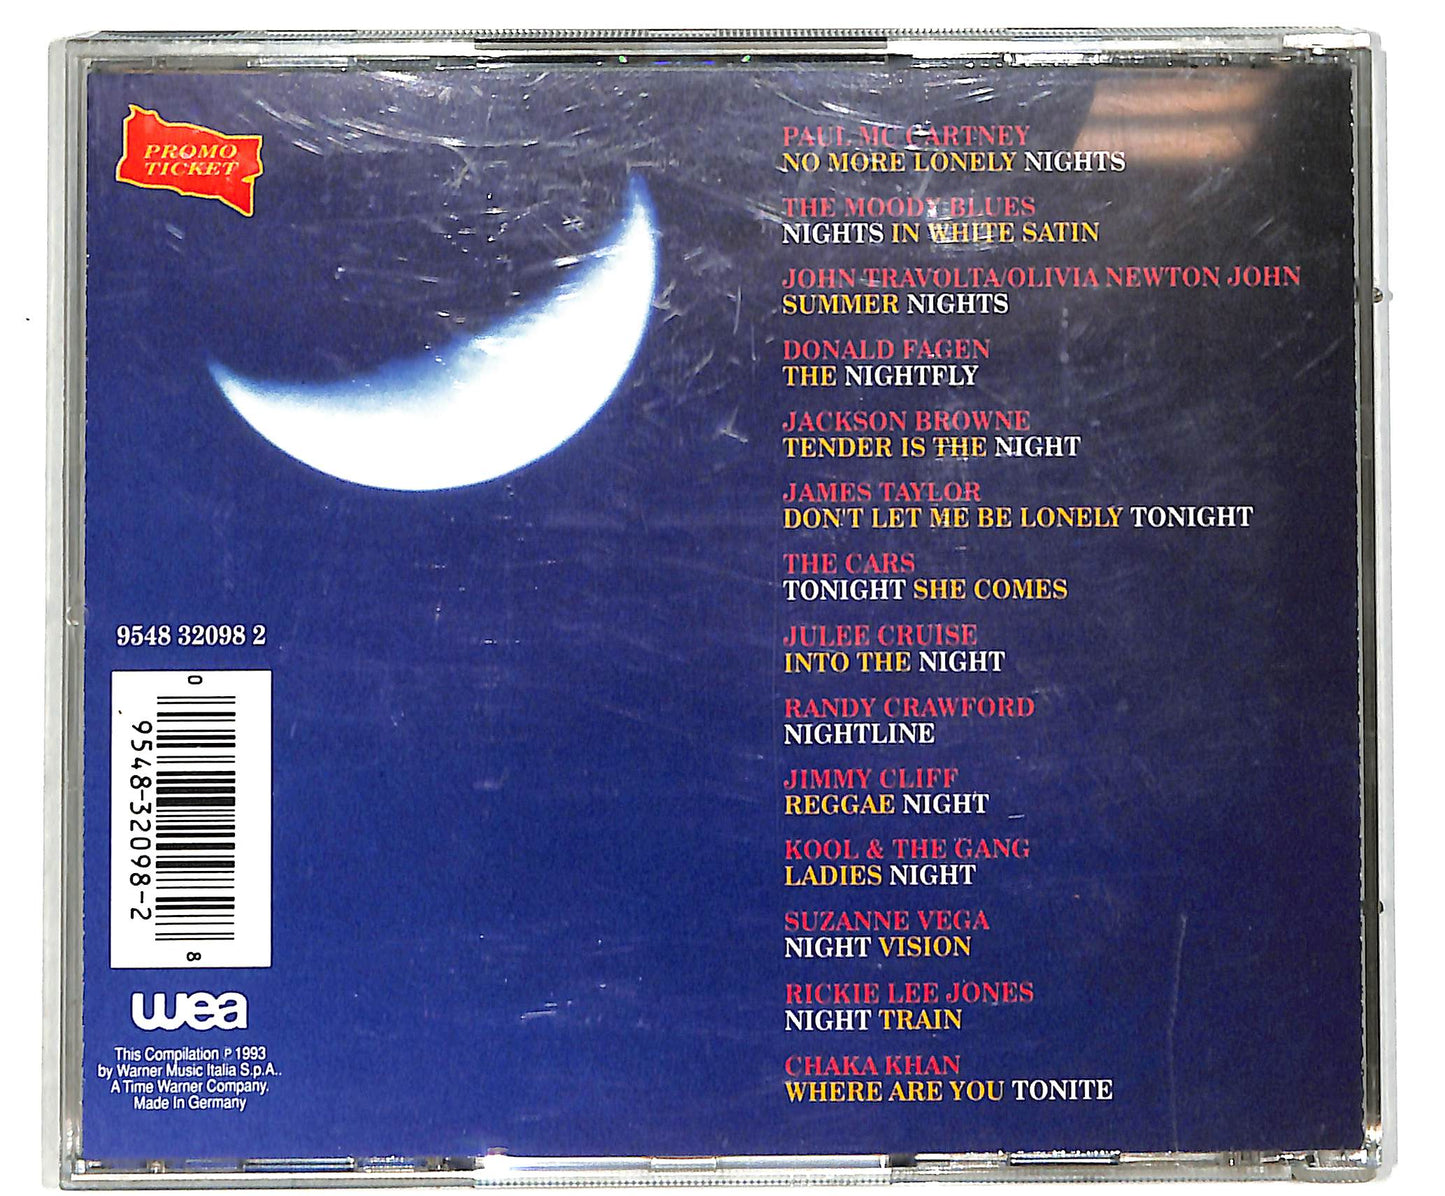 PROMO
TICKET
PAUL MC CARTNEY
NO MORE LONELY NIGHTS
THE MOODY BLUES
NIGHTS IN WHITE SATIN
JOHN TRAVOLTA/OLIVIA NEWTON JOHN
SUMMER NIGHTS
DONALD FAGEN
THE NIGHTFLY
JACKSON BROWNE
TENDER IS THE NIGHT
JAMES TAYLOR
DON'T LET ME BE LONELY TONIGHT
THE CARS
TONIGHT SHE COMES
JULEE CRUISE
INTO THE NIGHT
RANDY CRAWFORD
NIGHTLINE
JIMMY CLIFF
REGGAE NIGHT
KOOL & THE GANG
LADIES NIGHT
SUZANNE VEGA
NIGHT VISION
RICKIE LEE JONES
NIGHT TRAIN
CHAKA KHAN
WHERE ARE YOU TONITE
9548 32098 2
0
9548-32098-2
8
wea
This Compilation ℗ 1993
by Warner Music Italia S.p.A..
A Time Warner Company.
Made In Germany